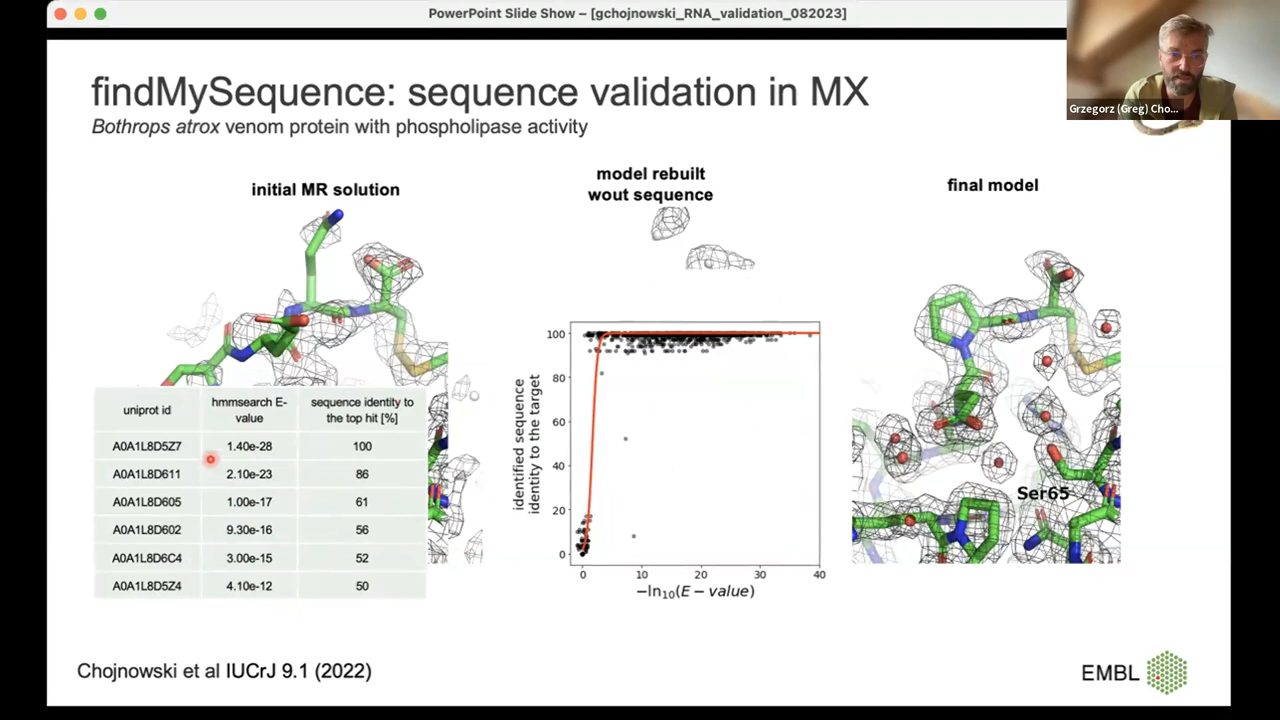 PowerPoint Slide Show – [gchojnowski_RNA_validation_082023]
Grzegorz (Greg) Cho...
findMySequence: sequence validation in MX
Bothrops atrox venom protein with phospholipase activity
initial MR solution
model rebuilt
wout sequence
final model
uniprot id
hmmsearch E-
value
sequence identity to
the top hit [%]
A0A1L8D5Z7 1.40e-28 100
A0A1L8D611 2.10e-23 86
A0A1L8D605 1.00e-17 61
A0A1L8D602 9.30e-16 56
A0A1L8D6C4 3.00e-15 52
A0A1L8D5Z4 4.10e-12 50
identified sequence
identity to the target
100
80
60
40
20
0
0 10 20 30 40
−ln10(E − value)
Ser65
Chojnowski et al IUCrJ 9.1 (2022)
EMBL